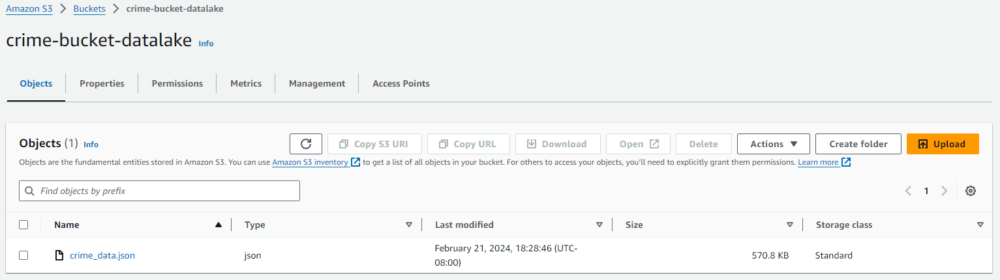 Amazon S3 > Buckets > crime-bucket-datalake
crime-bucket-datalake Info
Objects Properties Permissions Metrics Management Access Points
Objects (1) Info Copy S3 URI Copy URL Download Open Delete Actions Create folder Upload
Objects are the fundamental entities stored in Amazon S3. You can use Amazon S3 inventory to get a list of all objects in your bucket. For others to access your objects, you'll need to explicitly grant them permissions. Learn more
Find objects by prefix < 1 >
Name Type Last modified Size Storage class
crime_data.json json February 21, 2024, 18:28:46 (UTC- 570.8 KB Standard
08:00)